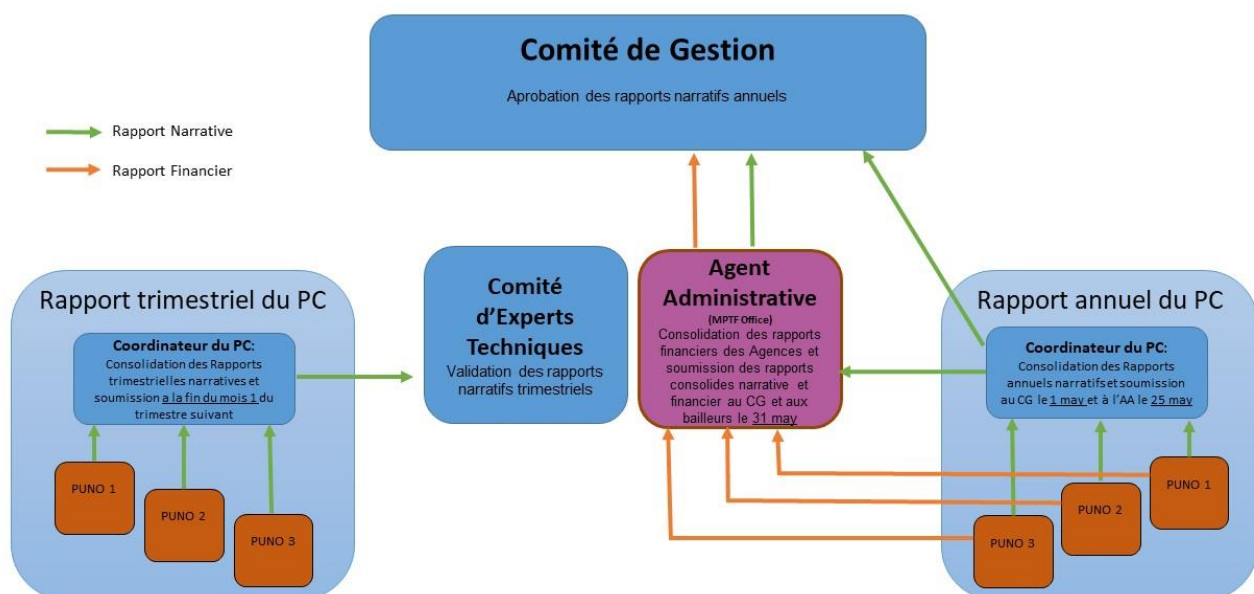 Comité de Gestion
Aprobation des rapports narratifs annuels
Rapport Narrative
Rapport Financier
Rapport trimestriel du PC
Coordinateur du PC:
Consolidation des Rapports
trimestrielles narratives et
soumission a la fin du mois 1 du
trimestre suivant
PUNO 1
PUNO 2
PUNO 3
Comité
d'Experts
Techniques
Validation des rapports
narratifs trimestriels
Agent
Administrative
(MPTF Office)
Consolidation des rapports
financiers des Agences et
soumission des rapports
consolides narrative et
financier au CG et aux
bailleurs le 31 may
Rapport annuel du PC
Coordinateur du PC:
Consolidation des Rapports
annuels narratifs et soumission
au CG le 1 may et à l'AA le 25 may
PUNO 1
PUNO 2
PUNO 3